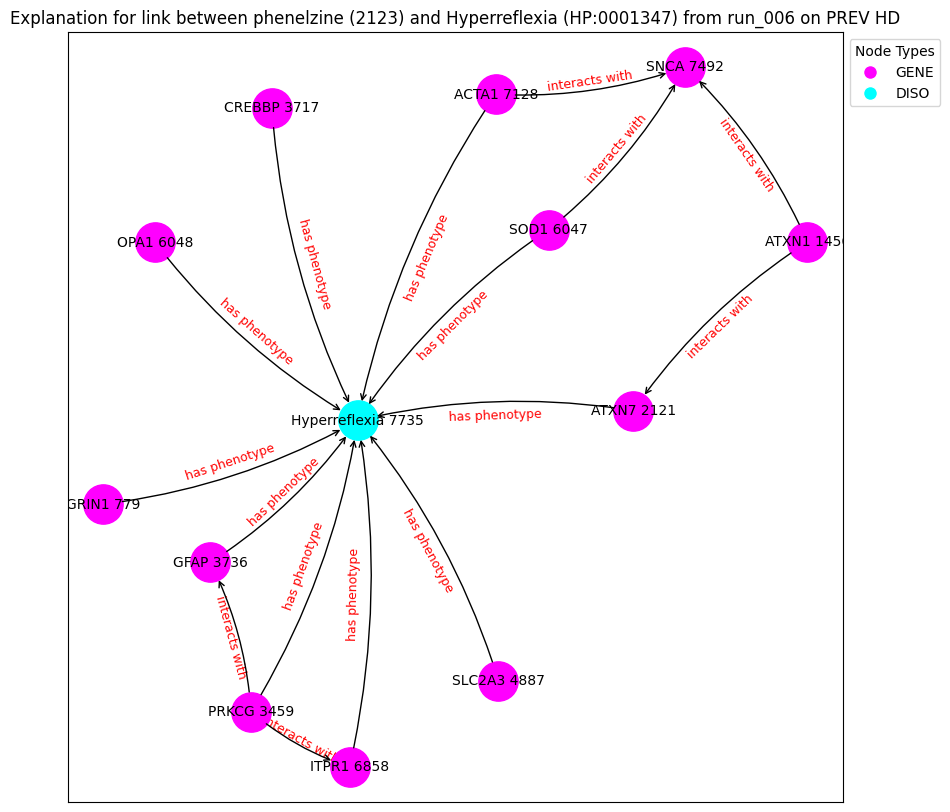 Explanation for link between phenelzine (2123) and Hyperreflexia (HP:0001347) from run_006 on PREV HD
Node Types
GENE
DISO
SNCA 7492
ACTA1 7128
interacts with
CREBBP 3717
interacts with
interacts with
SOD1 6047
OPA1 6048
ATXN1 145
has phenotype
has phenotype
has phenotype
has phenotype
interacts with
ATXN7 2121
has phenotype
Hyperreflexia 7735
has phenotype
GRIN1 779
has phenotype
has phenotype
GFAP 3736
has phenotype
has phenotype
interacts with
SLC2A3 4887
PRKCG 3459
interacts with
ITPR1 6858